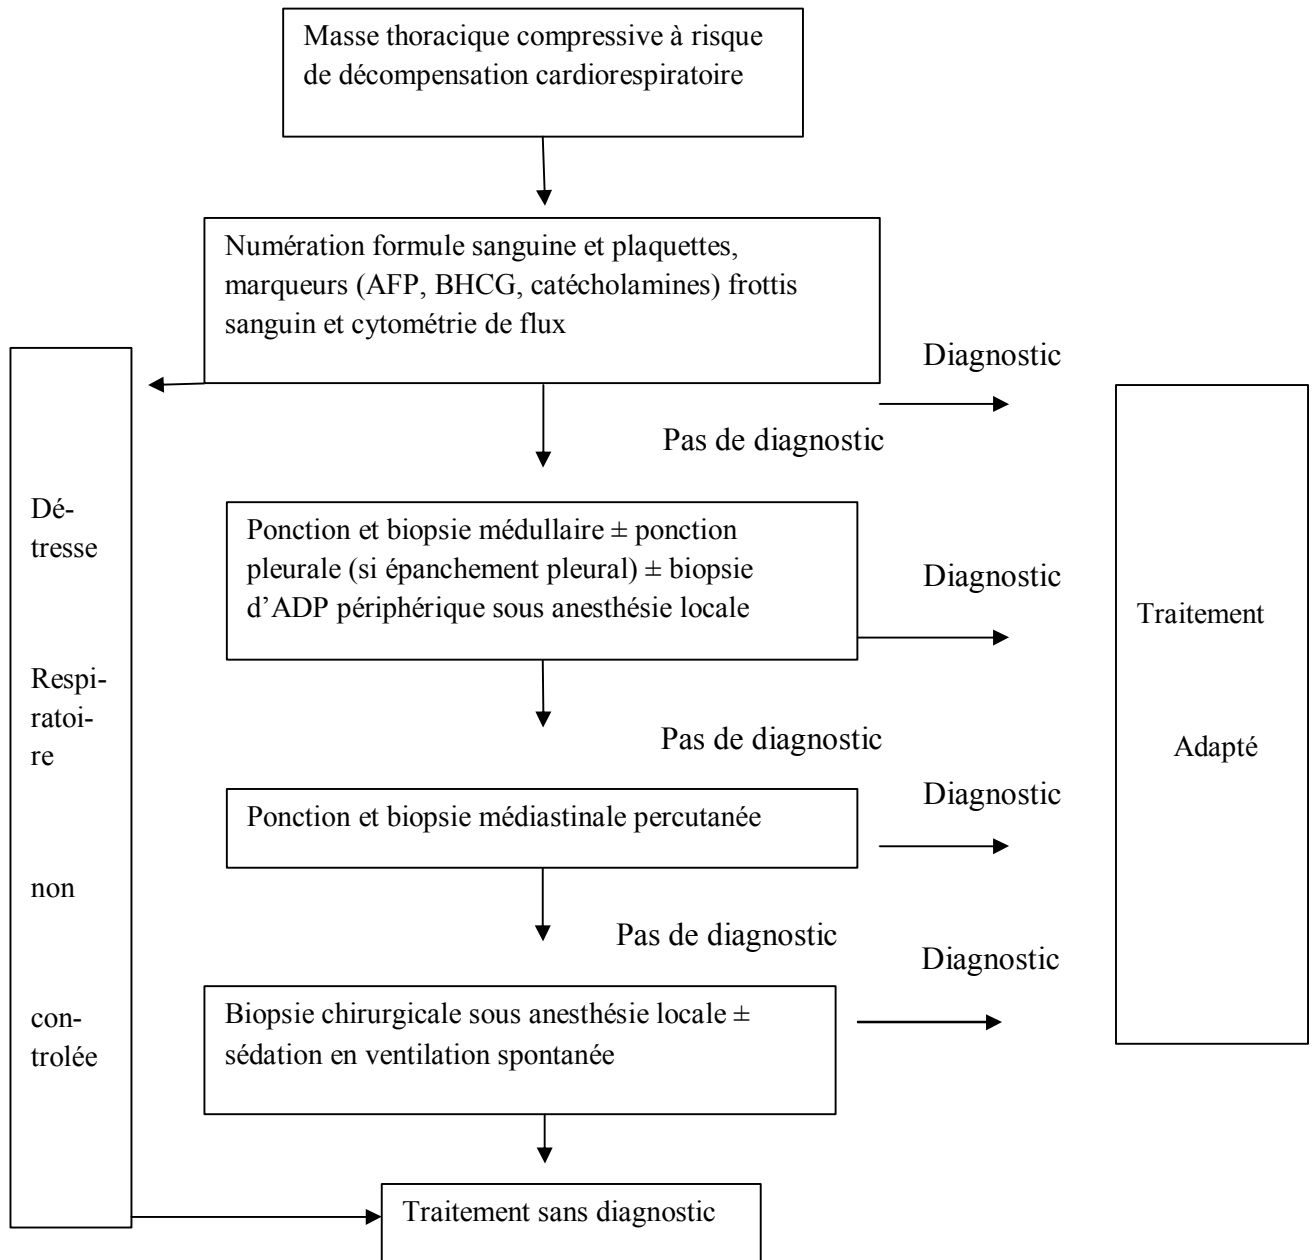 Masse thoracique compressive à risque
de décompensation cardiorespiratoire
Numération formule sanguine et plaquettes,
marqueurs (AFP, BHCG, catécholamines) frottis
sanguin et cytométrie de flux
Diagnostic
Pas de diagnostic
Ponction et biopsie médullaire ± ponction
pleurale (si épanchement pleural) ± biopsie
d’ADP périphérique sous anesthésie locale
Diagnostic
Pas de diagnostic
Ponction et biopsie médiastinale percutanée
Diagnostic
Pas de diagnostic
Biopsie chirurgicale sous anesthésie locale ±
sédation en ventilation spontanée
Diagnostic
Traitement sans diagnostic
Dé-
tresse
Respi-
ratoi-
re
non
con-
trolée
Traitement
Adapté